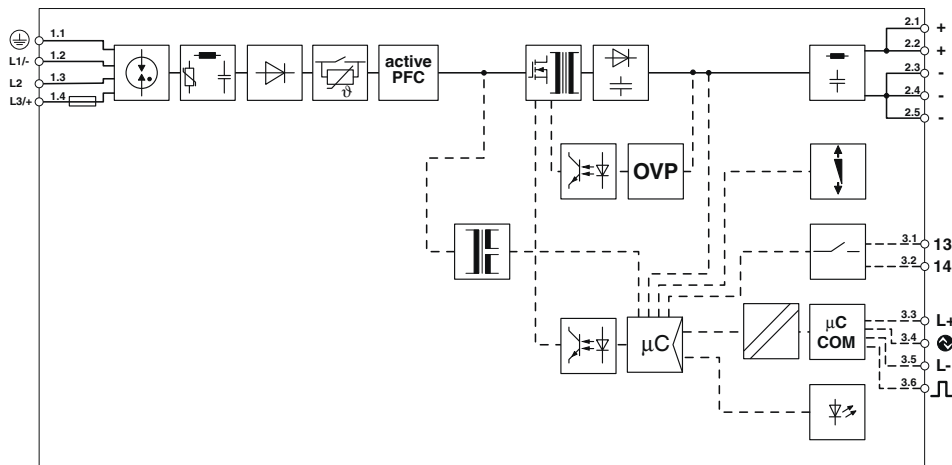 1.1
L1/- 1.2
L2 1.3
L3/+ 1.4
ϑ
active
PFC
OVP
µC
µC
COM
2.1 +
2.2 +
2.3 -
2.4 -
2.5 -
3.1 13
3.2 14
3.3 L+
3.4
3.5 L-
3.6